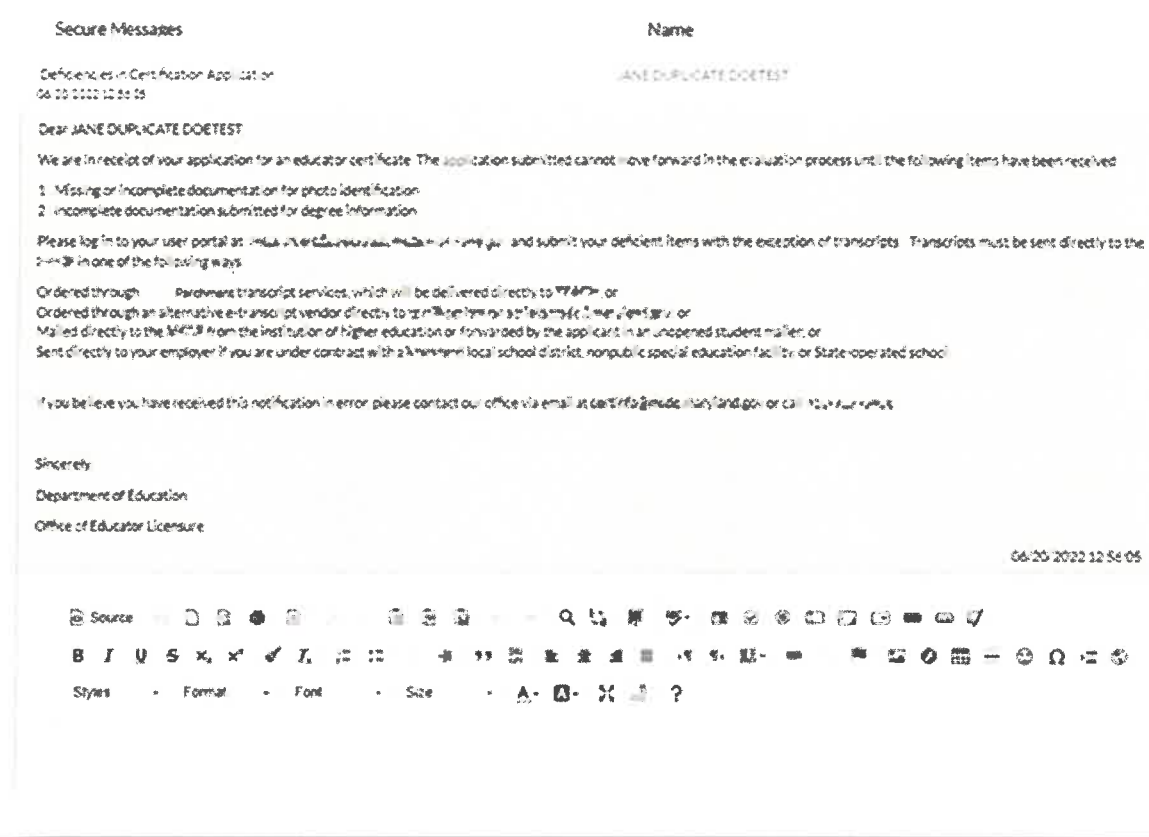 Secure Messages
Name
Deficiencies in Certification Application
JANE DUPLICATE DOETEST
06/20/2022 12:56:05
Dear JANE DUPLICATE DOETEST
We are in receipt of your application for an educator certificate. The application submitted cannot move forward in the evaluation process until the following items have been received
1 Missing or incomplete documentation for photo identification
2 Incomplete documentation submitted for degree information
Please log in to your user portal at and submit your deficient items with the exception of transcripts. Transcripts must be sent directly to the
in one of the following ways
Ordered through Parchment transcript services, which will be delivered directly to or
Ordered through an alternative e-transcript vendor directly to or
Mailed directly to the from the institution of higher education or forwarded by the applicant in an unopened student mailer; or
Sent directly to your employer if you are under contract with a local school district, nonpublic special education facility or State-operated school
If you believe you have received this notification in error please contact our office via email at or call
Sincerely
Department of Education
Office of Educator Licensure
06/20/2022 12:56:05
Source
B I U S x₂ x² Tx
Styles Format Font Size A A ?